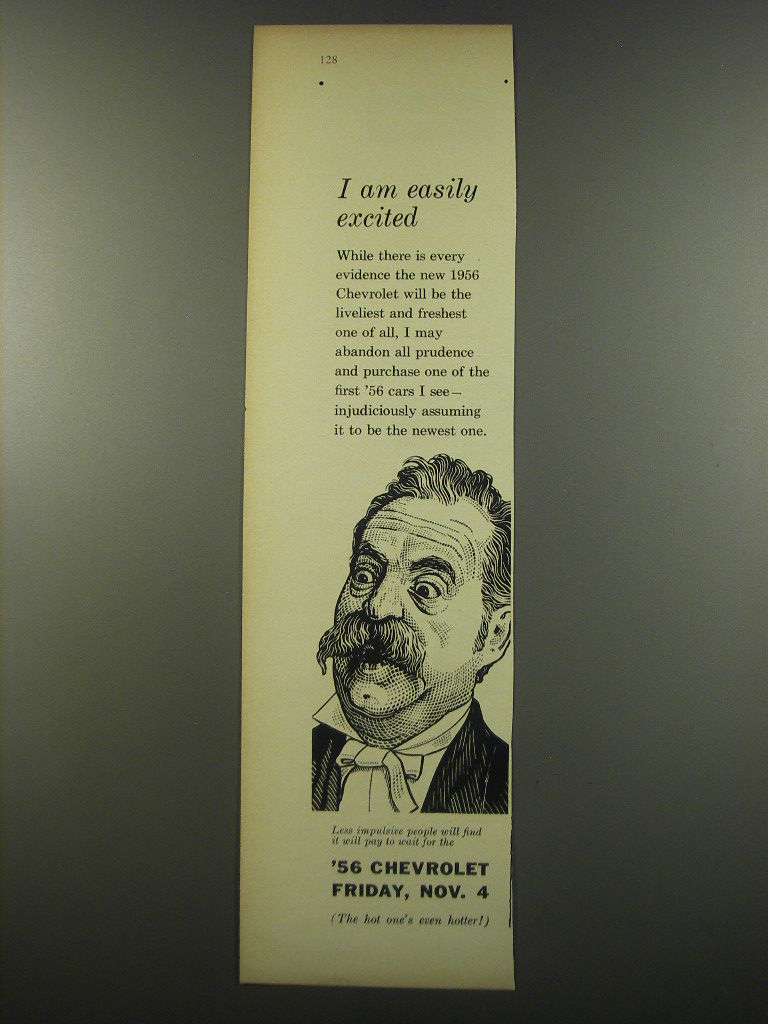 128
I am easily
excited
While there is every
evidence the new 1956
Chevrolet will be the
liveliest and freshest
one of all, I may
abandon all prudence
and purchase one of the
first '56 cars I see—
injudiciously assuming
it to be the newest one.
Less impulsive people will find
it will pay to wait for the
'56 CHEVROLET
FRIDAY, NOV. 4
(The hot one's even hotter!)